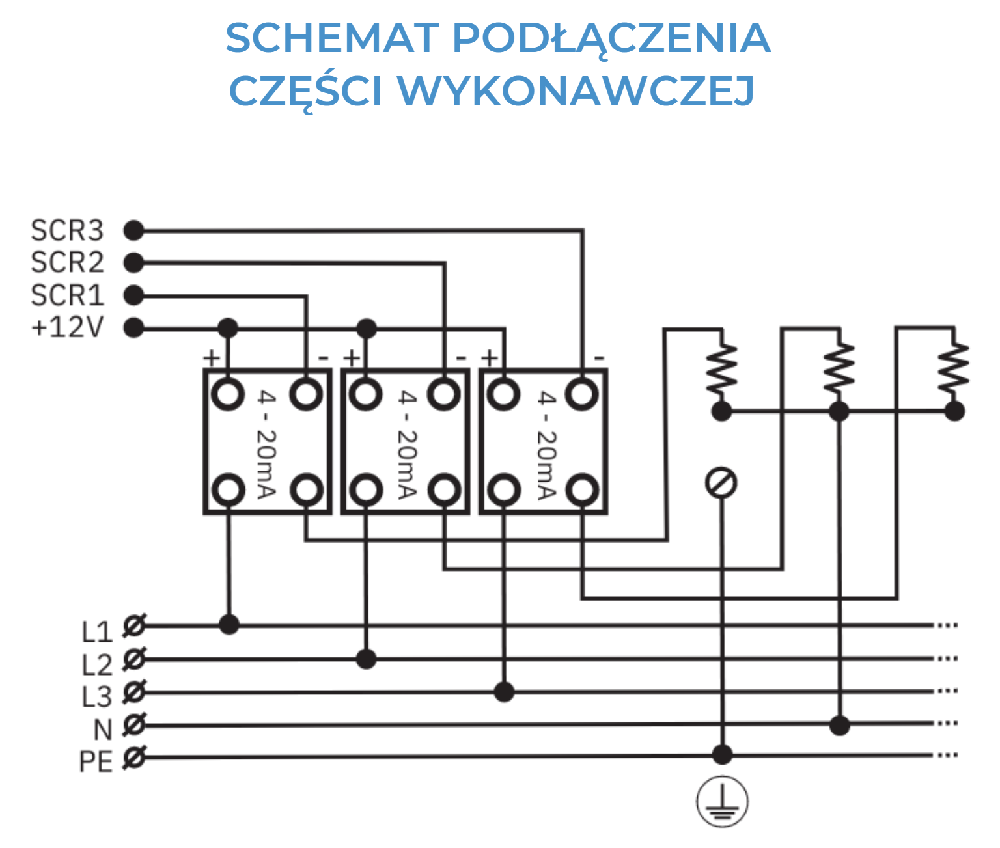 SCHEMAT PODŁĄCZENIA
CZĘŚCI WYKONAWCZEJ
SCR3
SCR2
SCR1
+12V
+ - + - + -
4 - 20mA 4 - 20mA 4 - 20mA
L1
L2
L3
N
PE